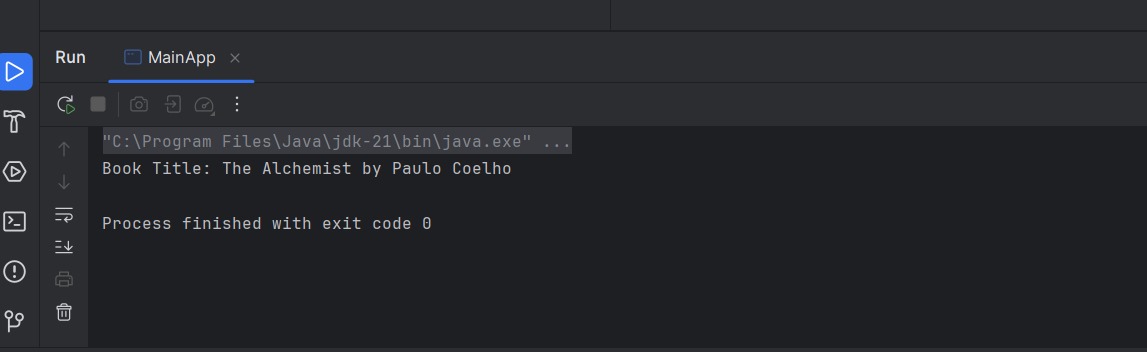 Run MainApp
"C:\Program Files\Java\jdk-21\bin\java.exe" ...
Book Title: The Alchemist by Paulo Coelho
Process finished with exit code 0